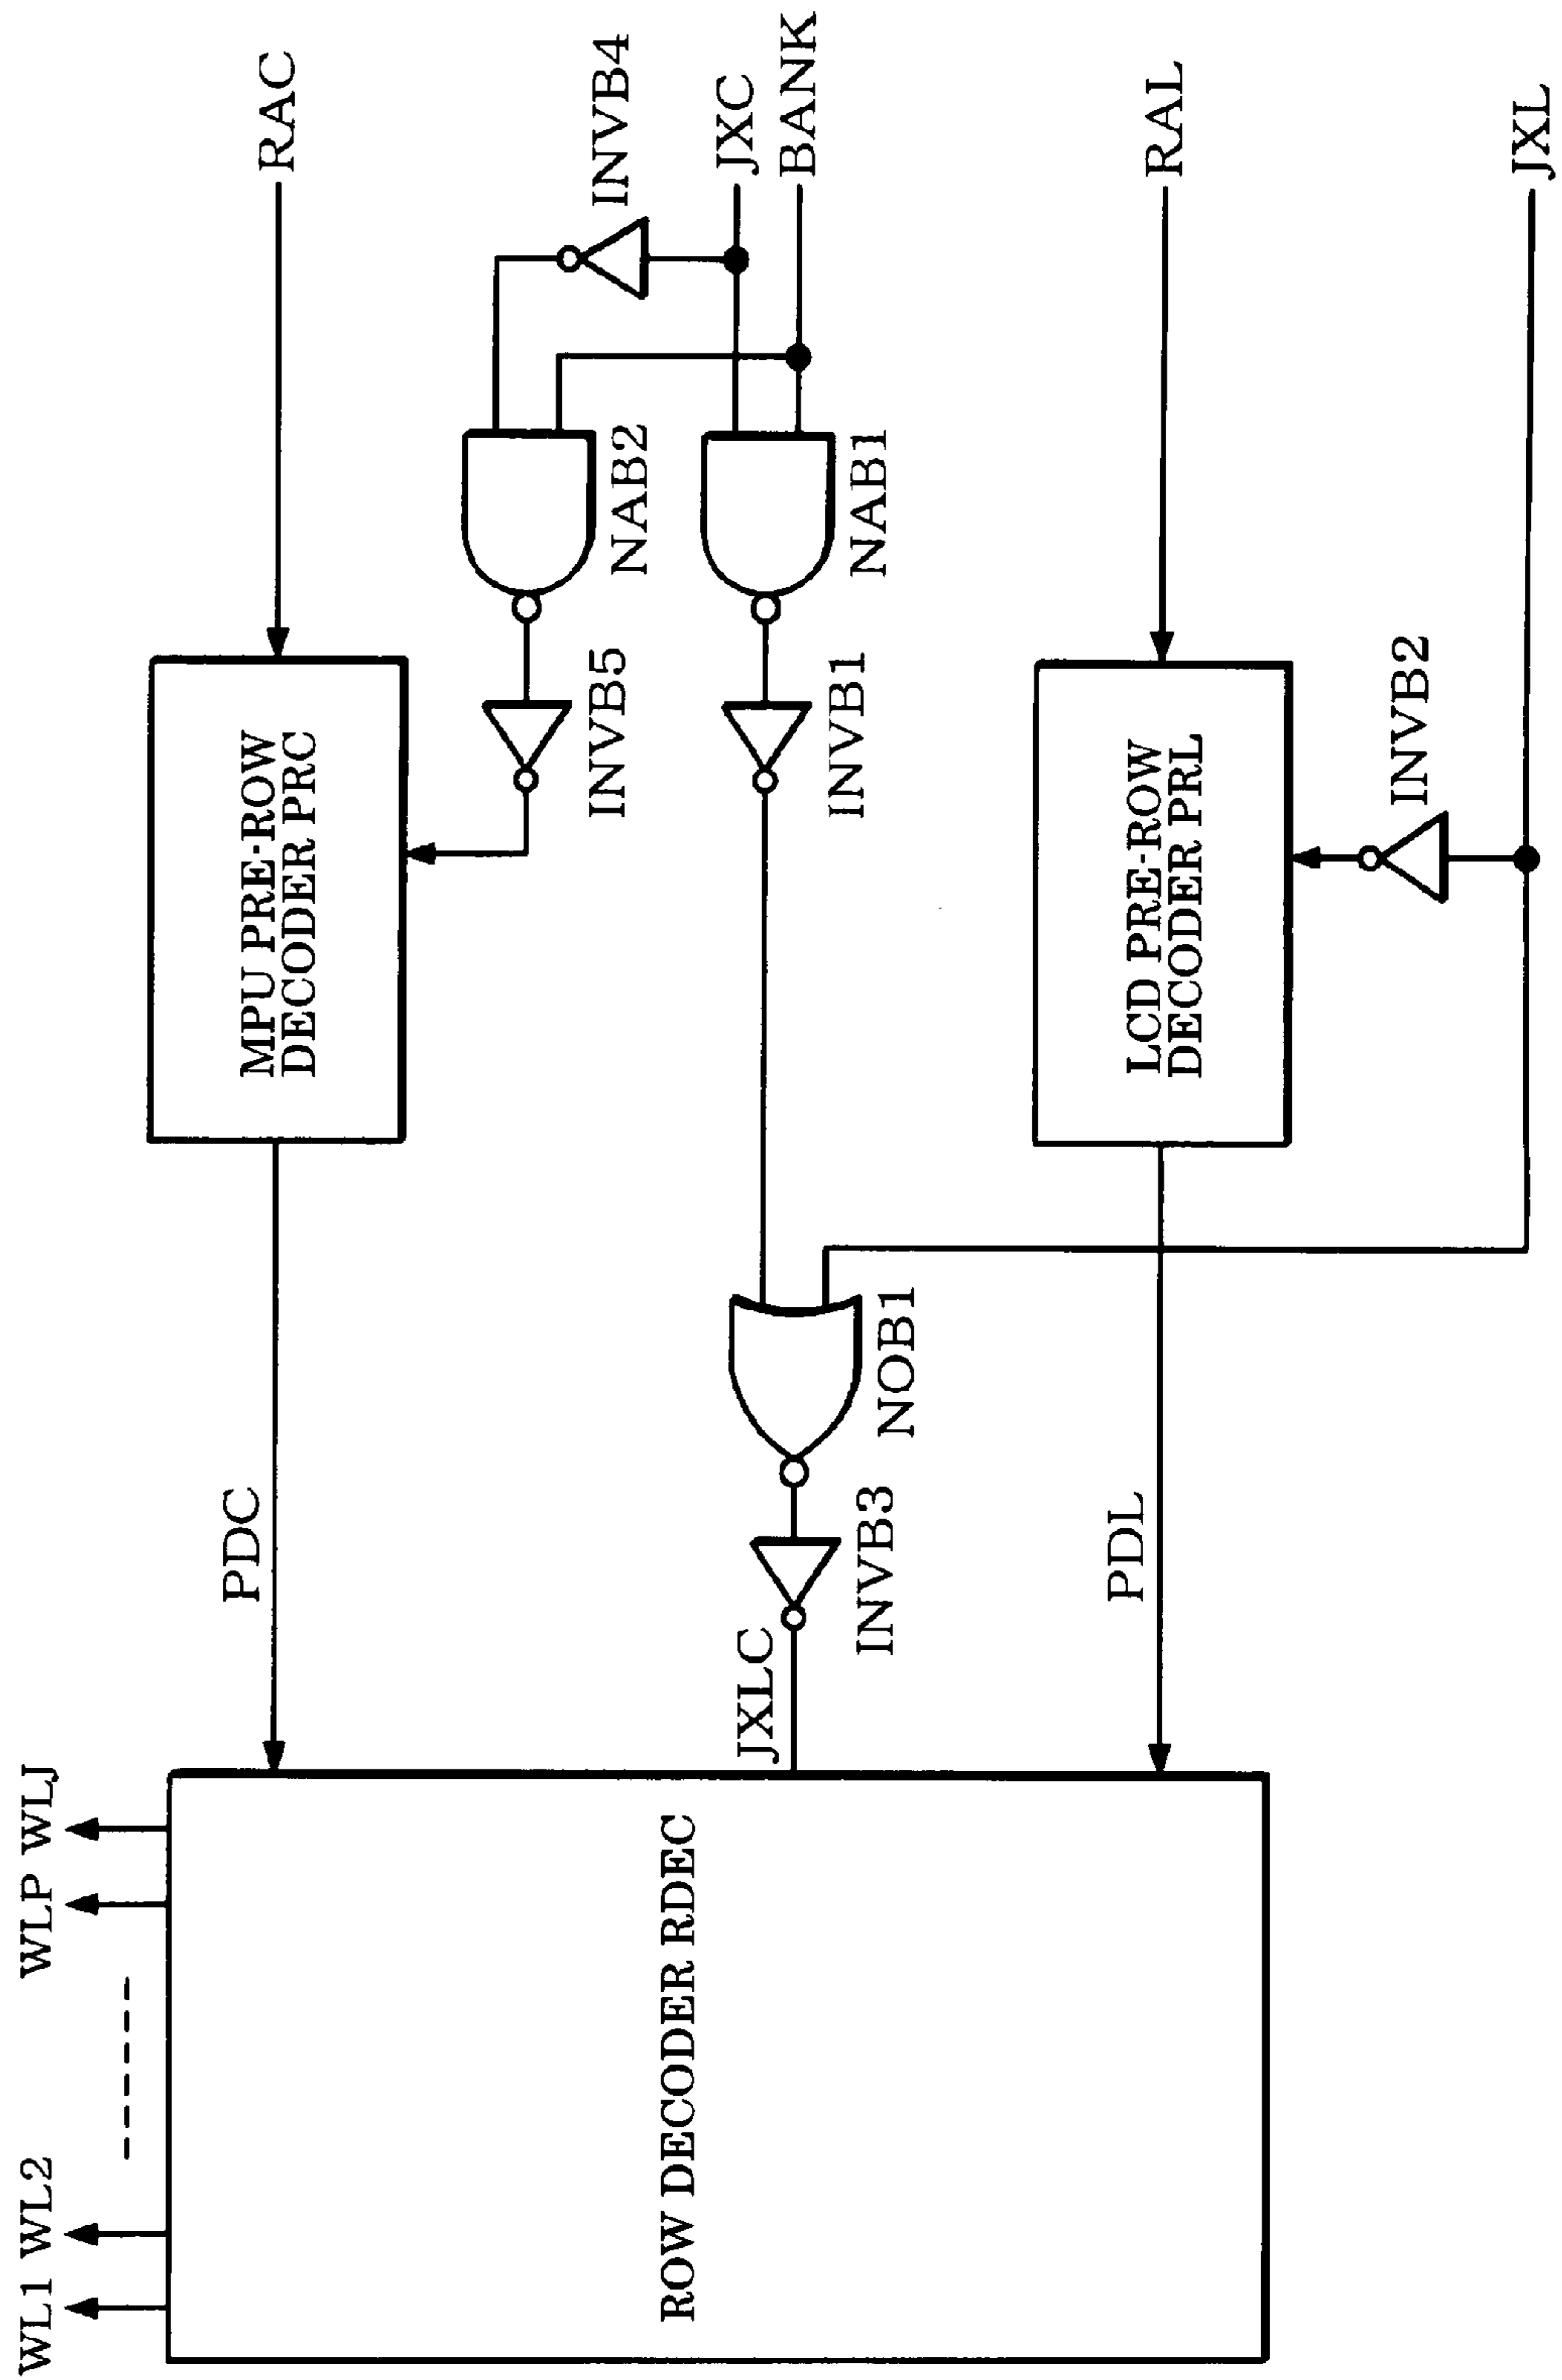 WL1 WL2
WLP WLJ
ROW DECODER RDEC
PDC
JXLC
PDL
INVB3
NOB1
MPU PRE-ROW
DECODER PRC
LCD PRE-ROW
DECODER PRL
INVB5
INVB1
INVB2
NAB2
NAB1
INVB4
RAC
JXC
BANK
RAL
JXL